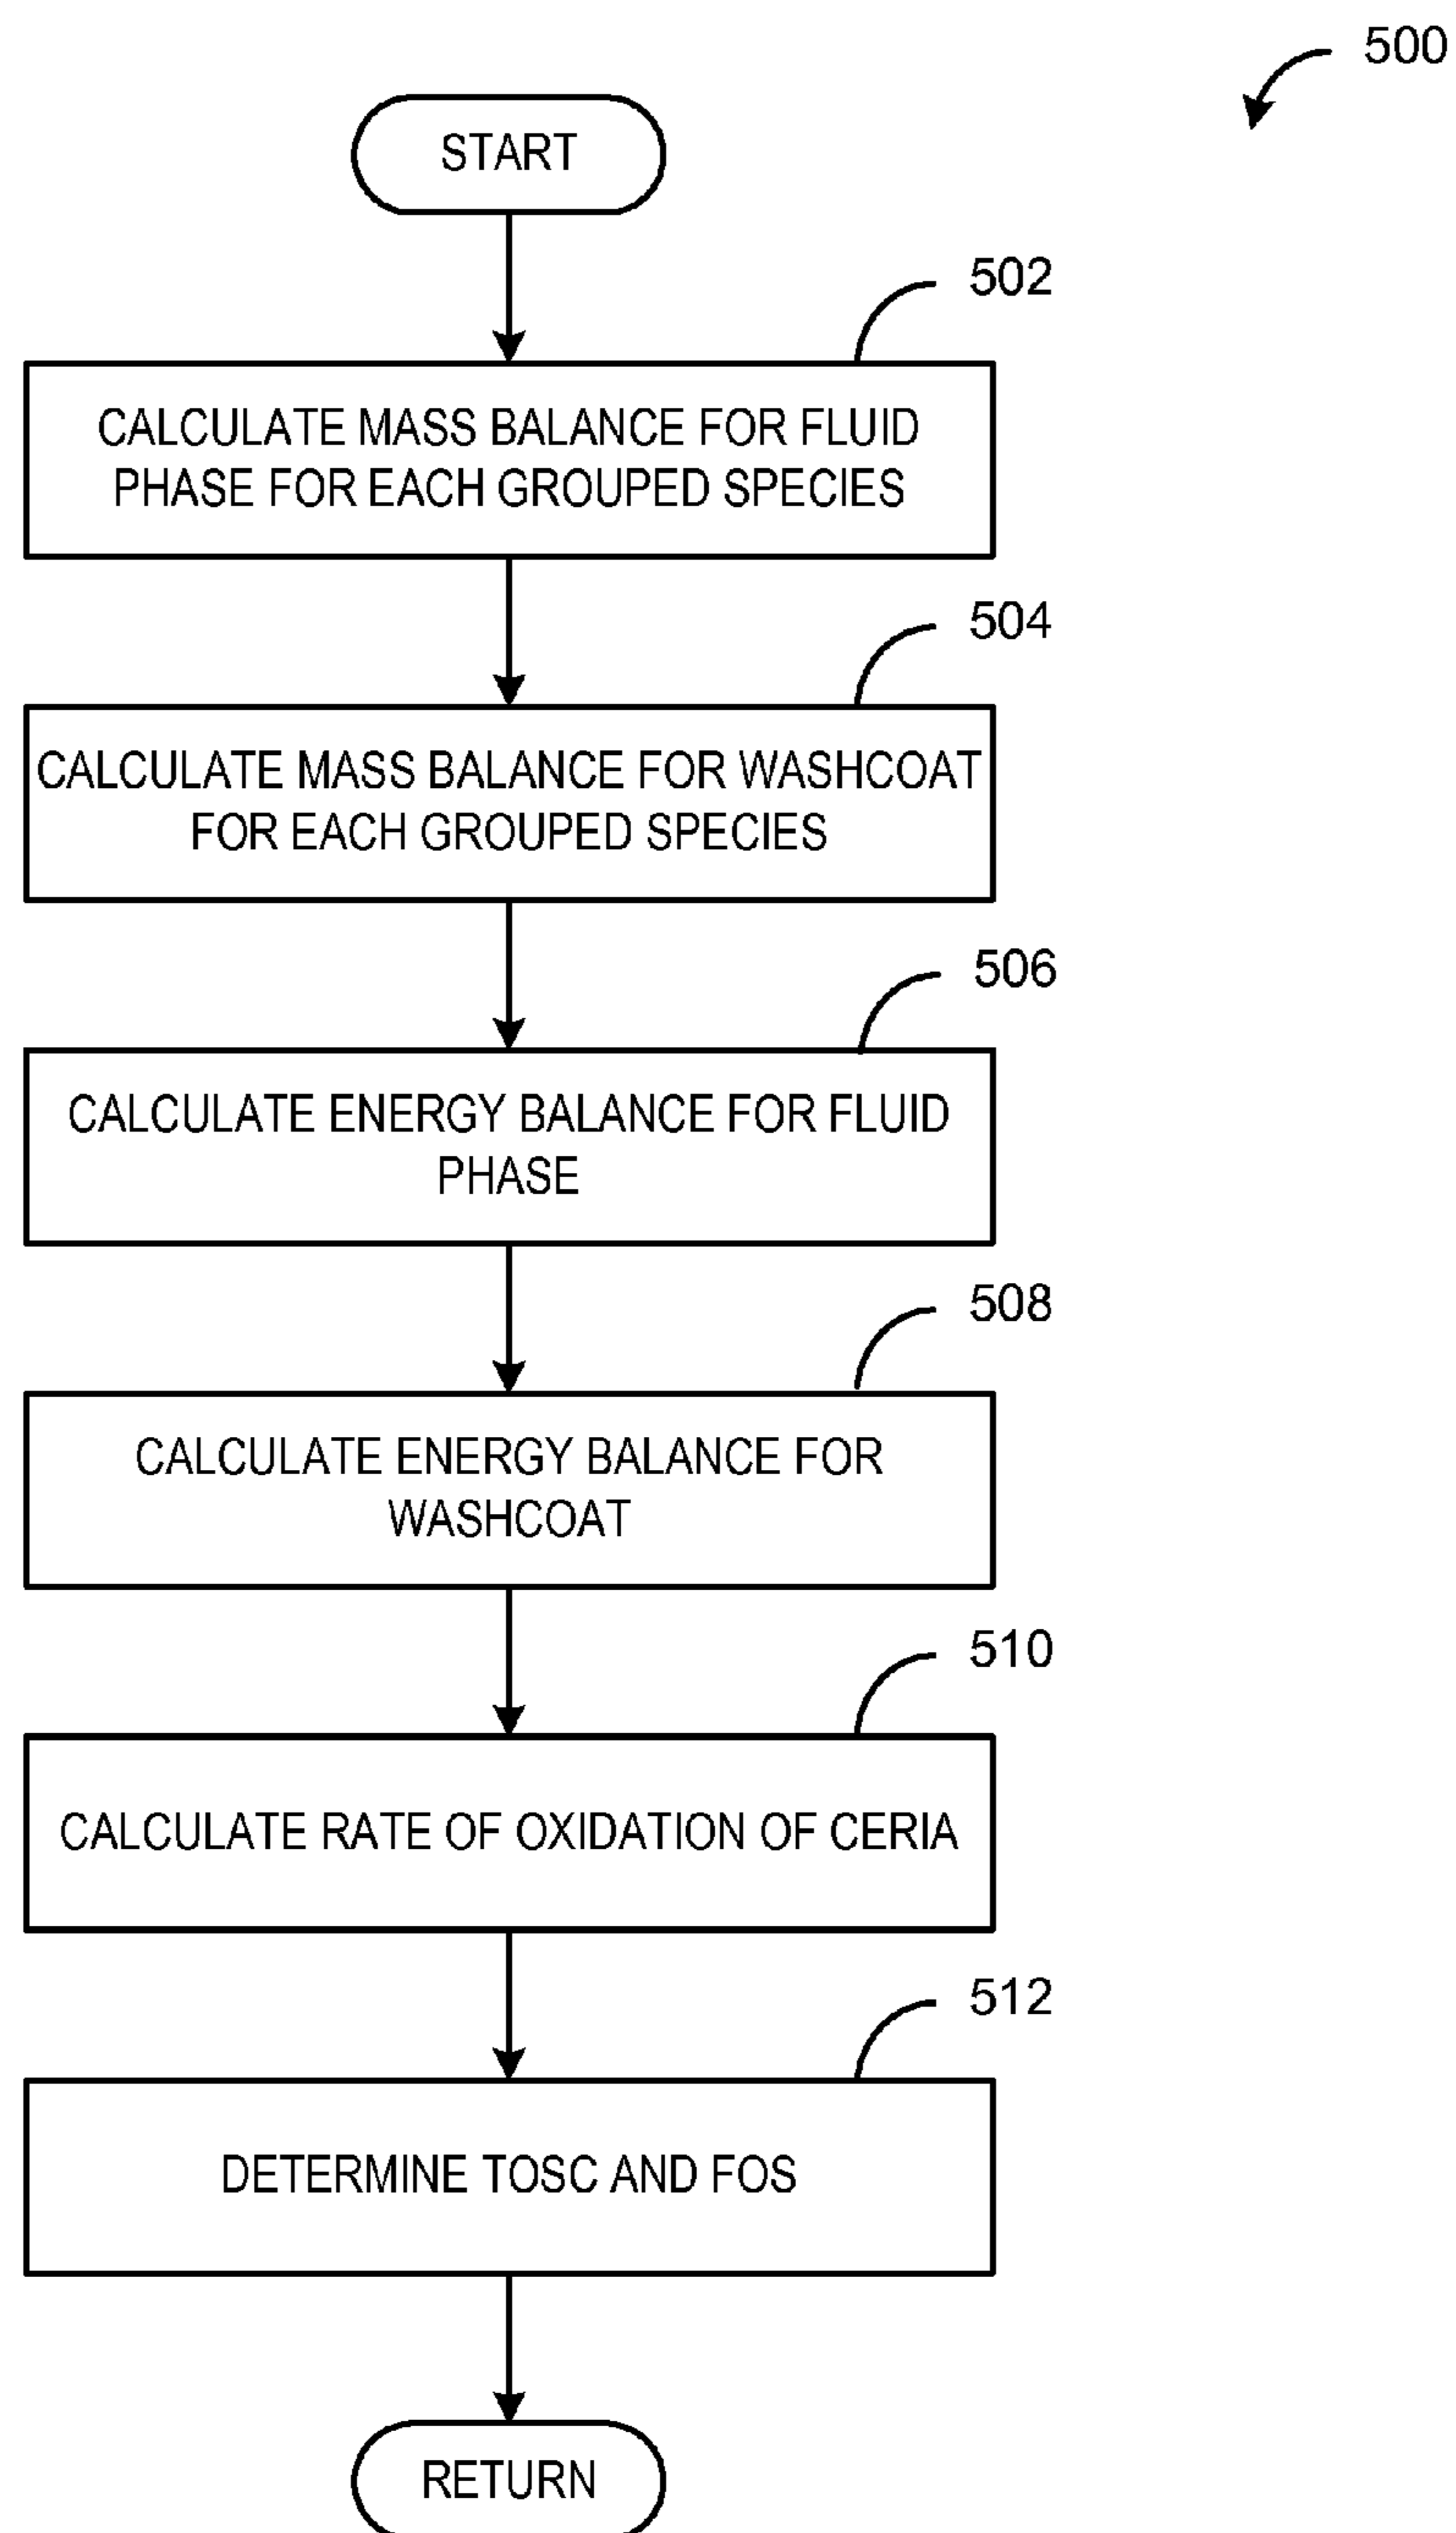 500
START
502
CALCULATE MASS BALANCE FOR FLUID
PHASE FOR EACH GROUPED SPECIES
504
CALCULATE MASS BALANCE FOR WASHCOAT
FOR EACH GROUPED SPECIES
506
CALCULATE ENERGY BALANCE FOR FLUID
PHASE
508
CALCULATE ENERGY BALANCE FOR
WASHCOAT
510
CALCULATE RATE OF OXIDATION OF CERIA
512
DETERMINE TOSC AND FOS
RETURN